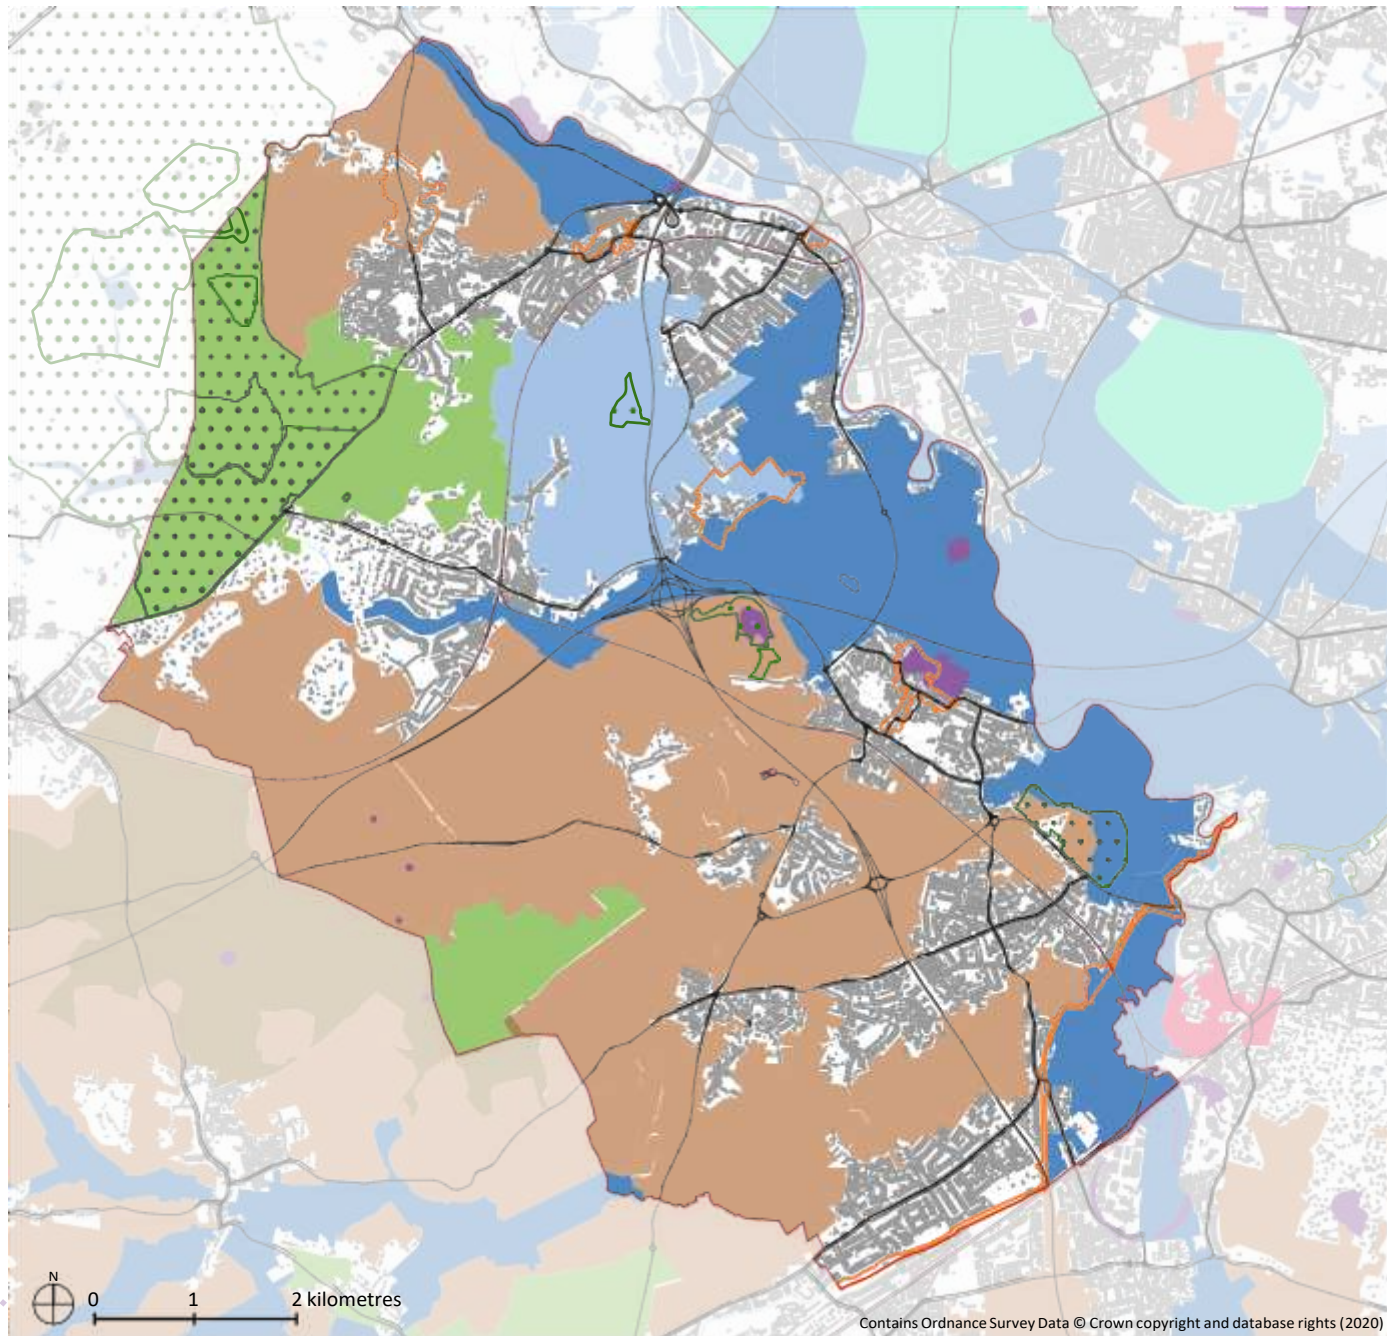 N
0 1 2 kilometres
Contains Ordnance Survey Data © Crown copyright and database rights (2020)